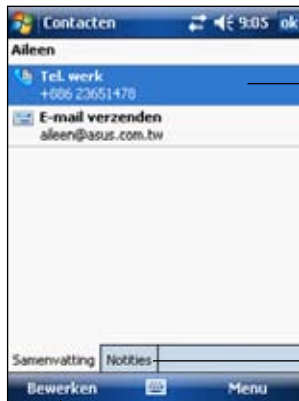 Contacten 9:05 ok
Aileen
Tel. werk
+886 23651478
E-mail verzenden
aileen@asus.com.tw
Samenvatting Notities
Bewerken Menu